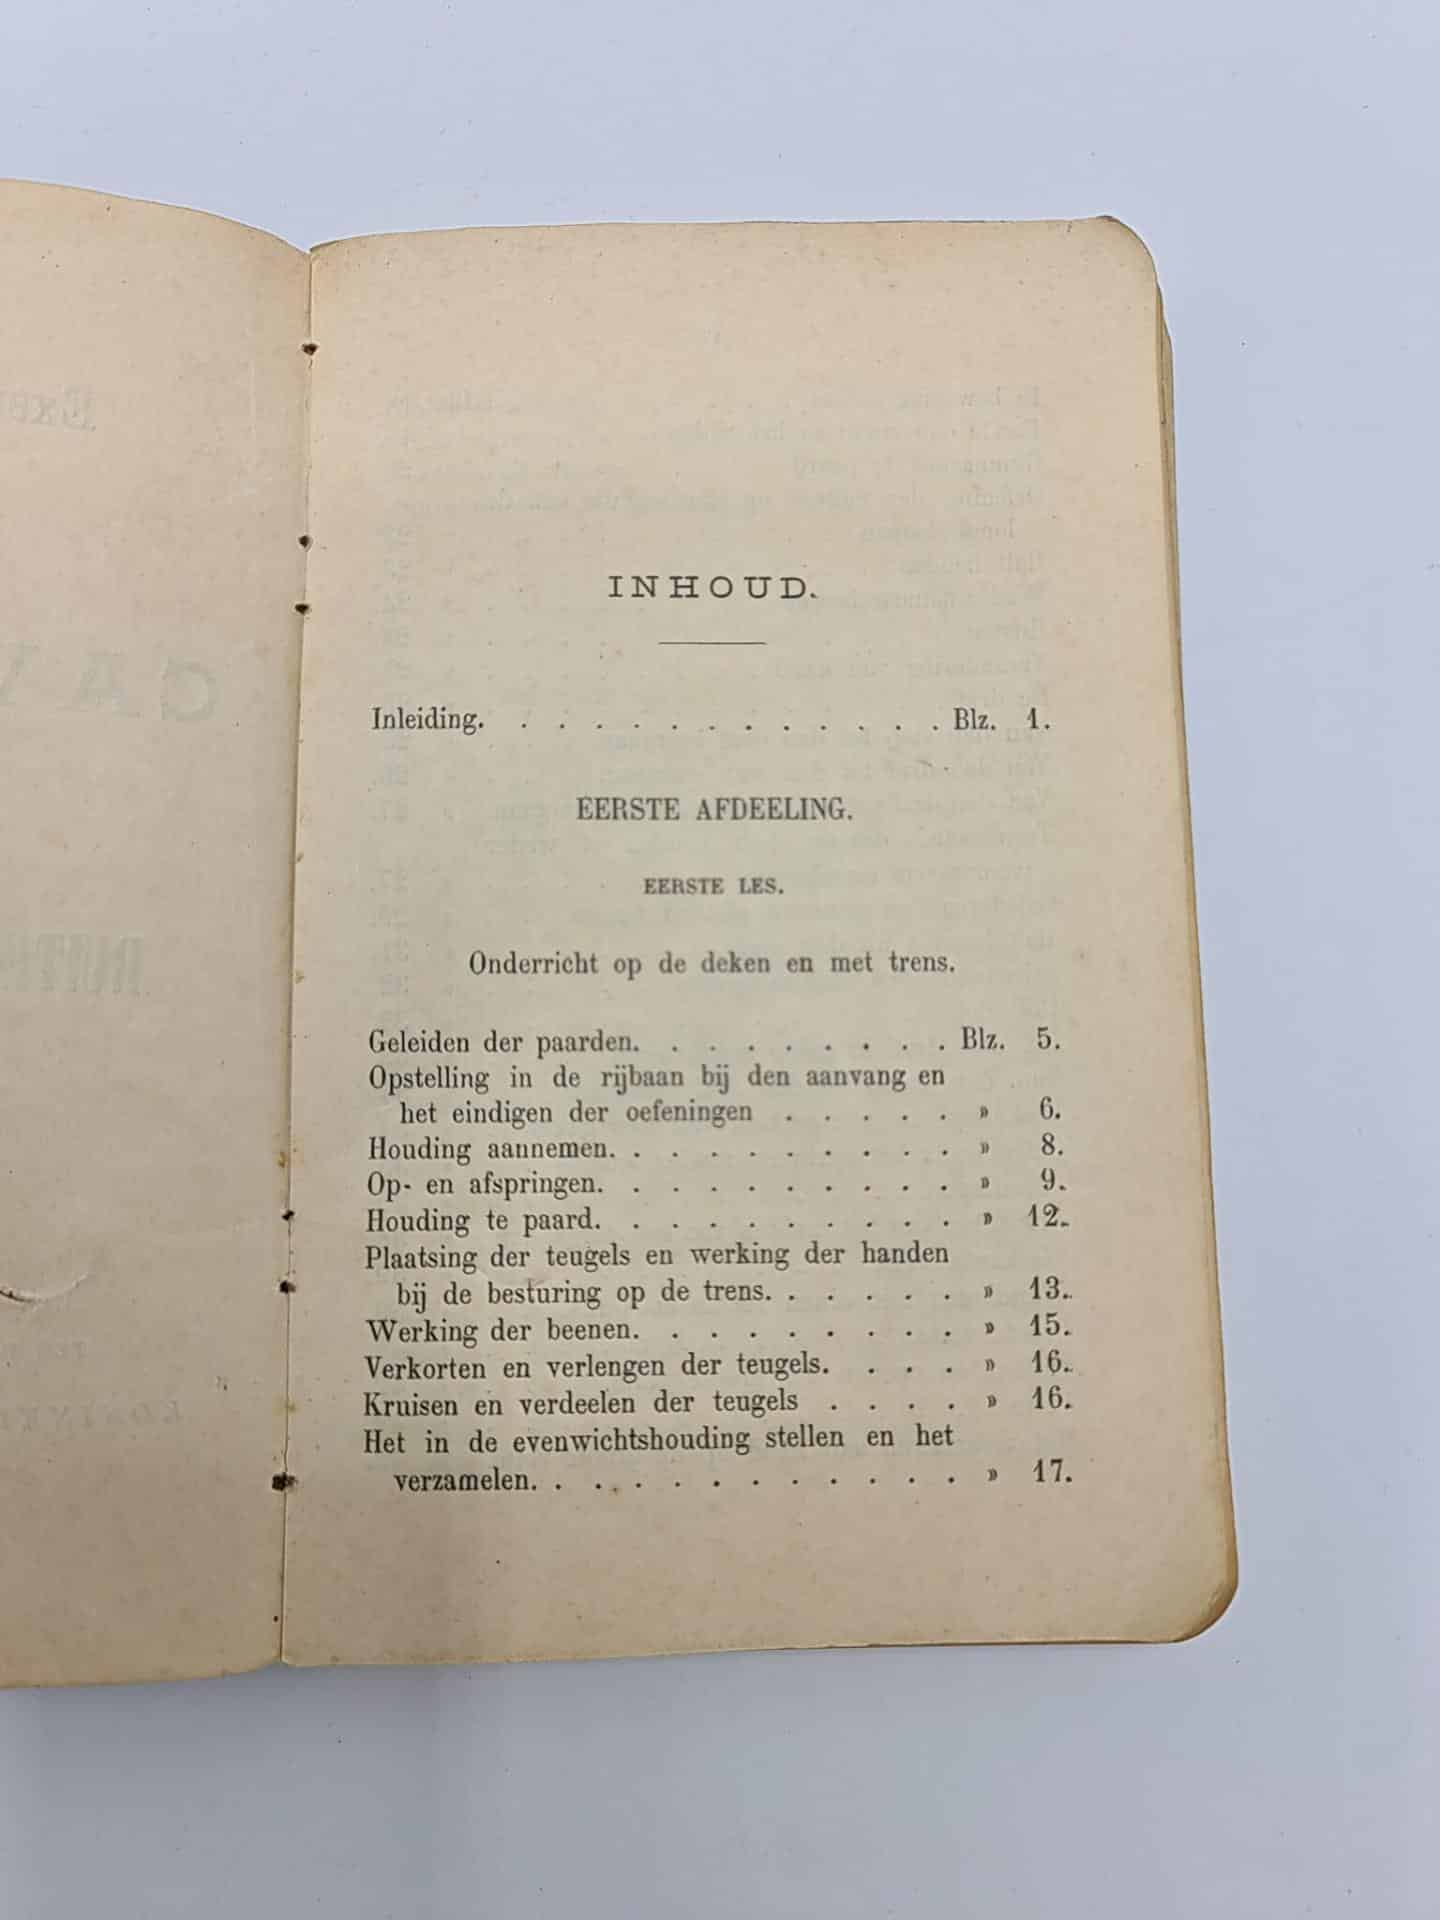 INHOUD.
Inleiding. . . . . . . . . . . . . Blz. 1.
EERSTE AFDEELING.
EERSTE LES.
Onderricht op de deken en met trens.
Geleiden der paarden. . . . . . . . . Blz. 5.
Opstelling in de rijbaan bij den aanvang en
het eindigen der oefeningen . . . . . » 6.
Houding aannemen. . . . . . . . . . » 8.
Op- en afspringen. . . . . . . . . . » 9.
Houding te paard. . . . . . . . . . » 12.
Plaatsing der teugels en werking der handen
bij de besturing op de trens. . . . . . » 13.
Werking der beenen. . . . . . . . . » 15.
Verkorten en verlengen der teugels. . . . » 16.
Kruisen en verdeelen der teugels . . . . » 16.
Het in de evenwichtshouding stellen en het
verzamelen. . . . . . . . . . . . » 17.